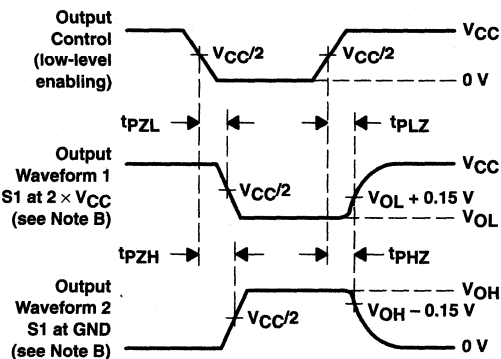 Output
Control
(low-level
enabling)
VCC/2
VCC/2
VCC
0 V
tPZL
tPLZ
Output
Waveform 1
S1 at 2 × VCC
(see Note B)
VCC/2
VCC
VOL + 0.15 V
VOL
tPZH
tPHZ
Output
Waveform 2
S1 at GND
(see Note B)
VCC/2
VOH
VOH − 0.15 V
0 V